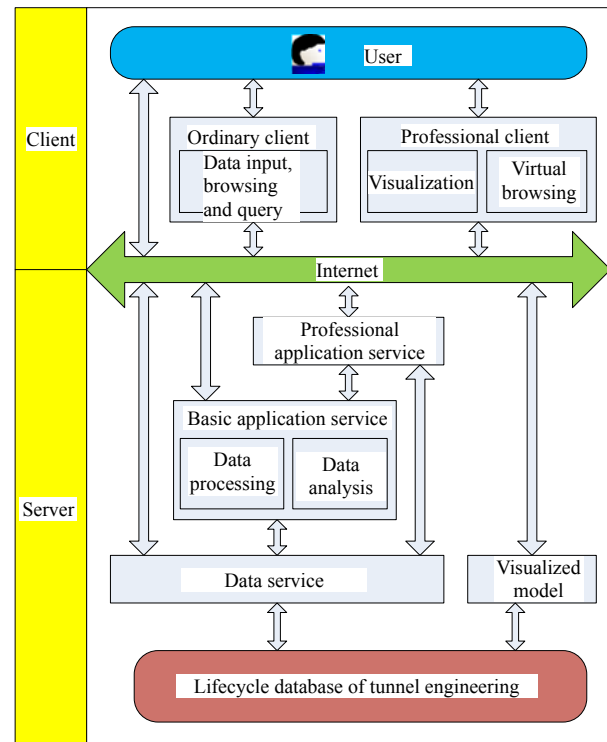 User
Client
Ordinary client
Data input,
browsing
and query
Professional client
Visualization
Virtual
browsing
Internet
Professional
application service
Basic application service
Data
processing
Data
analysis
Server
Data service
Visualized
model
Lifecycle database of tunnel engineering